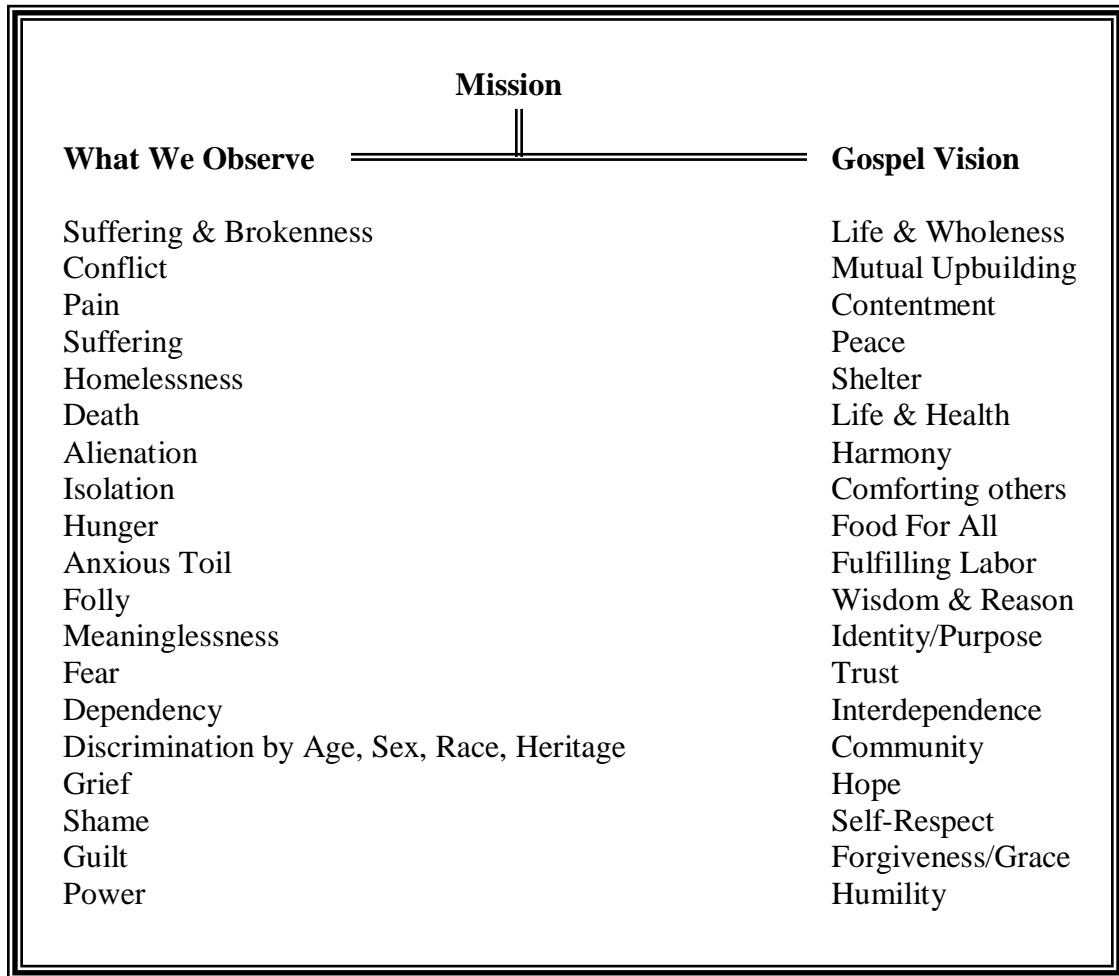 Mission
What We Observe Gospel Vision
Suffering & Brokenness Life & Wholeness
Conflict Mutual Upbuilding
Pain Contentment
Suffering Peace
Homelessness Shelter
Death Life & Health
Alienation Harmony
Isolation Comforting others
Hunger Food For All
Anxious Toil Fulfilling Labor
Folly Wisdom & Reason
Meaninglessness Identity/Purpose
Fear Trust
Dependency Interdependence
Discrimination by Age, Sex, Race, Heritage Community
Grief Hope
Shame Self-Respect
Guilt Forgiveness/Grace
Power Humility